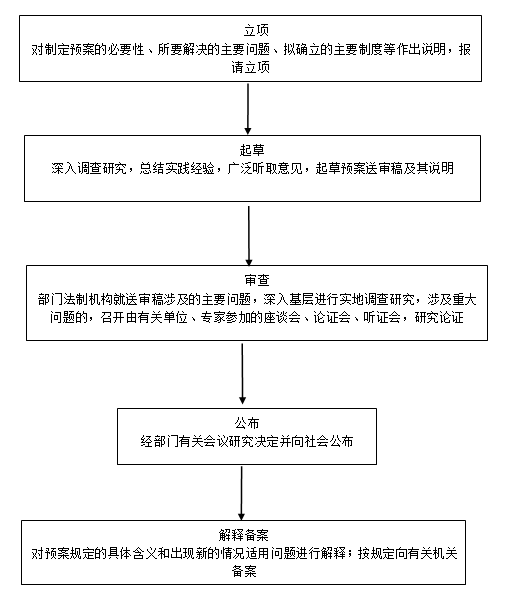 立项
对制定预案的必要性、所要解决的主要问题、拟确立的主要制度等作出说明，报
请立项
起草
深入调查研究，总结实践经验，广泛听取意见，起草预案送审稿及其说明
审查
部门法制机构就送审稿涉及的主要问题，深入基层进行实地调查研究，涉及重大
问题的，召开由有关单位、专家参加的座谈会、论证会、听证会，研究论证
公布
经部门有关会议研究决定并向社会公布
解释备案
对预案规定的具体含义和出现新的情况适用问题进行解释；按规定向有关机关
备案